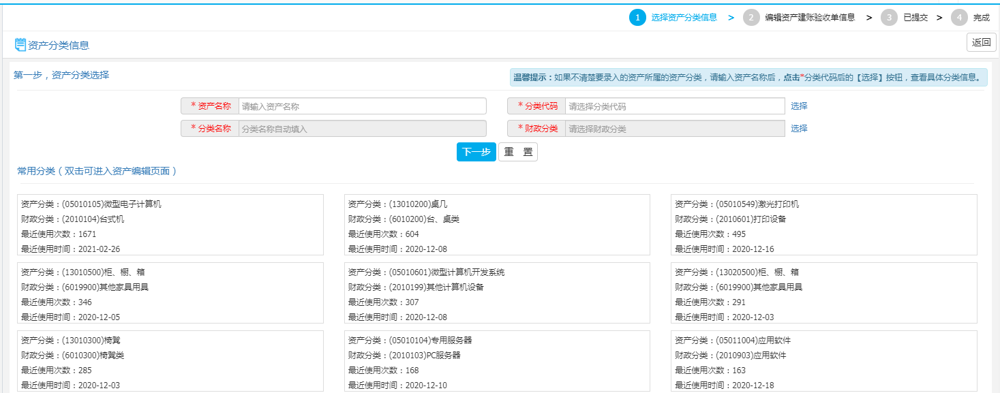 1 选择资产分类信息 > 2 编辑资产建账验收单信息 > 3 已提交 > 4 完成
资产分类信息 返回
第一步，资产分类选择 温馨提示：如果不清楚要录入的资产所属的资产分类，请输入资产名称后，点击*分类代码后的【选择】按钮，查看具体分类信息。
* 资产名称 请输入资产名称 * 分类代码 请选择分类代码 选择
* 分类名称 分类名称自动填入 * 财政分类 请选择财政分类 选择
下一步 重 置
常用分类（双击可进入资产编辑页面）
资产分类：(05010105)微型电子计算机
财政分类：(2010104)台式机
最近使用次数：1671
最近使用时间：2021-02-26
资产分类：(13010200)桌几
财政分类：(6010200)台、桌类
最近使用次数：604
最近使用时间：2020-12-08
资产分类：(05010549)激光打印机
财政分类：(2010601)打印设备
最近使用次数：495
最近使用时间：2020-12-16
资产分类：(13010500)柜、橱、箱
财政分类：(6019900)其他家具用具
最近使用次数：346
最近使用时间：2020-12-05
资产分类：(05010601)微型计算机开发系统
财政分类：(2010199)其他计算机设备
最近使用次数：307
最近使用时间：2020-12-08
资产分类：(13020500)柜、橱、箱
财政分类：(6019900)其他家具用具
最近使用次数：291
最近使用时间：2020-12-03
资产分类：(13010300)椅凳
财政分类：(6010300)椅凳类
最近使用次数：285
最近使用时间：2020-12-03
资产分类：(05010104)专用服务器
财政分类：(2010103)PC服务器
最近使用次数：168
最近使用时间：2020-12-10
资产分类：(05011004)应用软件
财政分类：(2010903)应用软件
最近使用次数：163
最近使用时间：2020-12-18